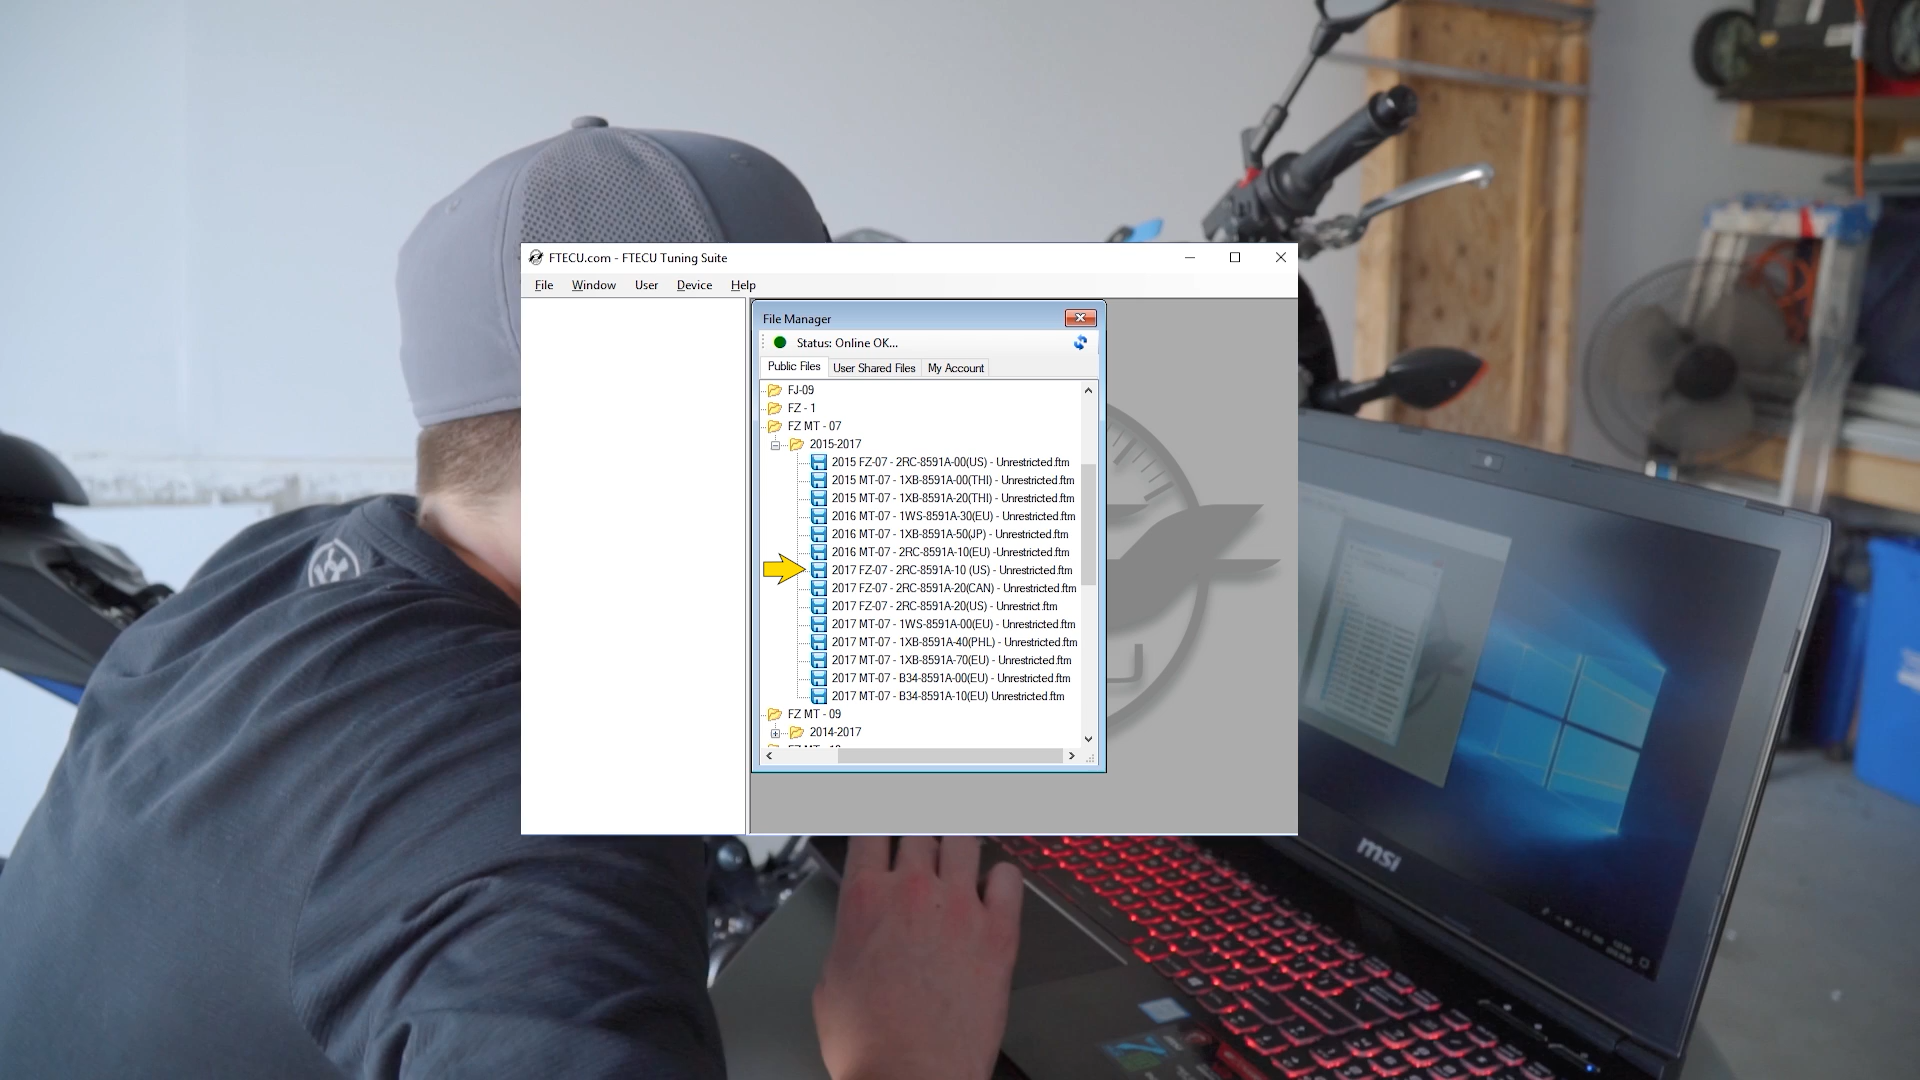 FTECU.com - FTECU Tuning Suite
File Window User Device Help
File Manager
Status: Online OK...
Public Files User Shared Files My Account
FJ-09
FZ - 1
FZ MT - 07
2015-2017
2015 FZ-07 - 2RC-8591A-00(US) - Unrestricted.ftm
2015 MT-07 - 1XB-8591A-00(THI) - Unrestricted.ftm
2015 MT-07 - 1XB-8591A-20(THI) - Unrestricted.ftm
2016 MT-07 - 1WS-8591A-30(EU) - Unrestricted.ftm
2016 MT-07 - 1XB-8591A-50(JP) - Unrestricted.ftm
2016 MT-07 - 2RC-8591A-10(EU) -Unrestricted.ftm
2017 FZ-07 - 2RC-8591A-10 (US) - Unrestricted.ftm
2017 FZ-07 - 2RC-8591A-20(CAN) - Unrestricted.ftm
2017 FZ-07 - 2RC-8591A-20(US) - Unrestrict.ftm
2017 MT-07 - 1WS-8591A-00(EU) - Unrestricted.ftm
2017 MT-07 - 1XB-8591A-40(PHL) - Unrestricted.ftm
2017 MT-07 - 1XB-8591A-70(EU) - Unrestricted.ftm
2017 MT-07 - B34-8591A-00(EU) - Unrestricted.ftm
2017 MT-07 - B34-8591A-10(EU) Unrestricted.ftm
FZ MT - 09
2014-2017
msi